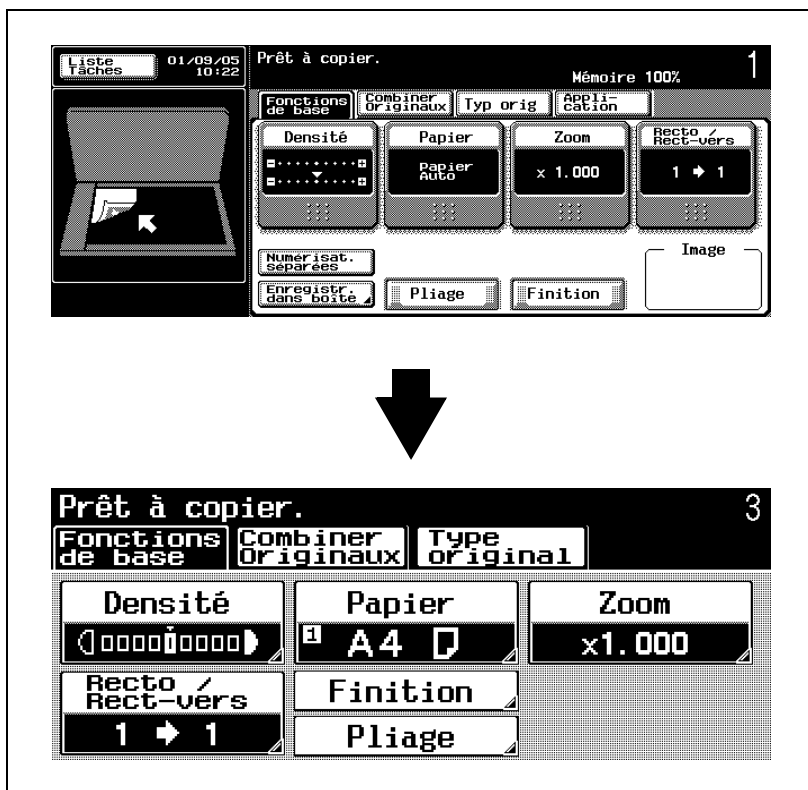 Liste
Tâches
01/09/05
10:22
Prêt à copier.
Mémoire 100%
1
Fonctions
de base
Combiner
Originaux
Typ orig
Appli-
cation
Densité
Papier
Zoom
Recto /
Rect-vers
Papier
Auto
x 1.000
1 ➔ 1
Numérisat.
séparées
Enregistr.
dans boîte
Pliage
Finition
Image
Prêt à copier.
3
Fonctions
de base
Combiner
Originaux
Type
original
Densité
Papier
Zoom
1 A4
x1.000
Recto /
Rect-vers
1 ➔ 1
Finition
Pliage